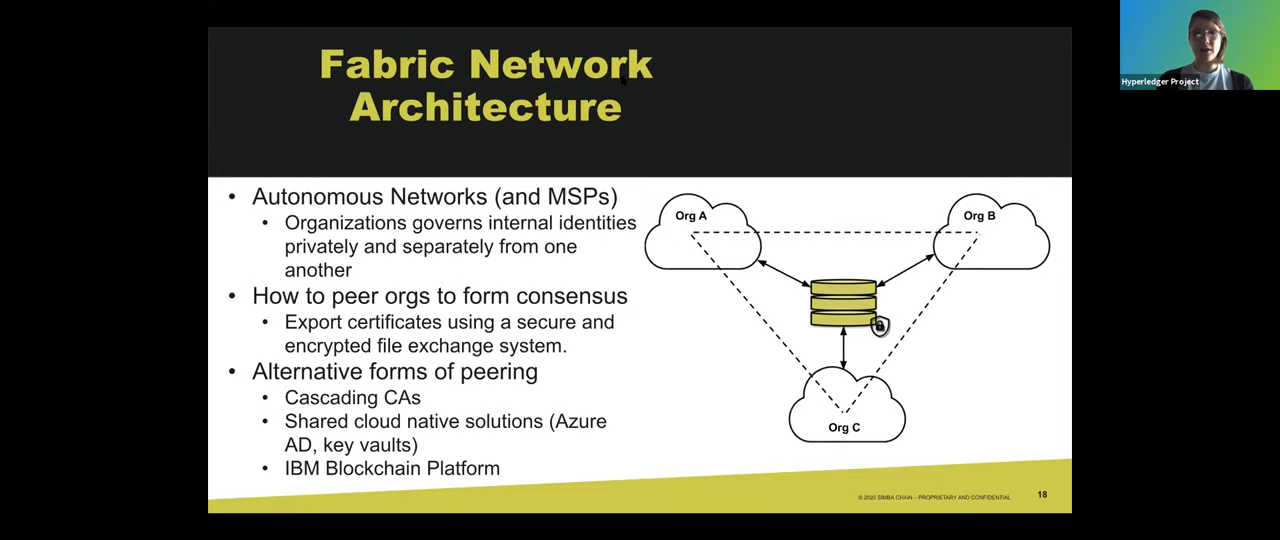 Fabric Network
Architecture
Hyperledger Project
• Autonomous Networks (and MSPs)
• Organizations governs internal identities
privately and separately from one
another
• How to peer orgs to form consensus
• Export certificates using a secure and
encrypted file exchange system.
• Alternative forms of peering
• Cascading CAs
• Shared cloud native solutions (Azure
AD, key vaults)
• IBM Blockchain Platform
Org A
Org B
Org C
© 2020 SIMBA CHAIN – PROPRIETARY AND CONFIDENTIAL
18